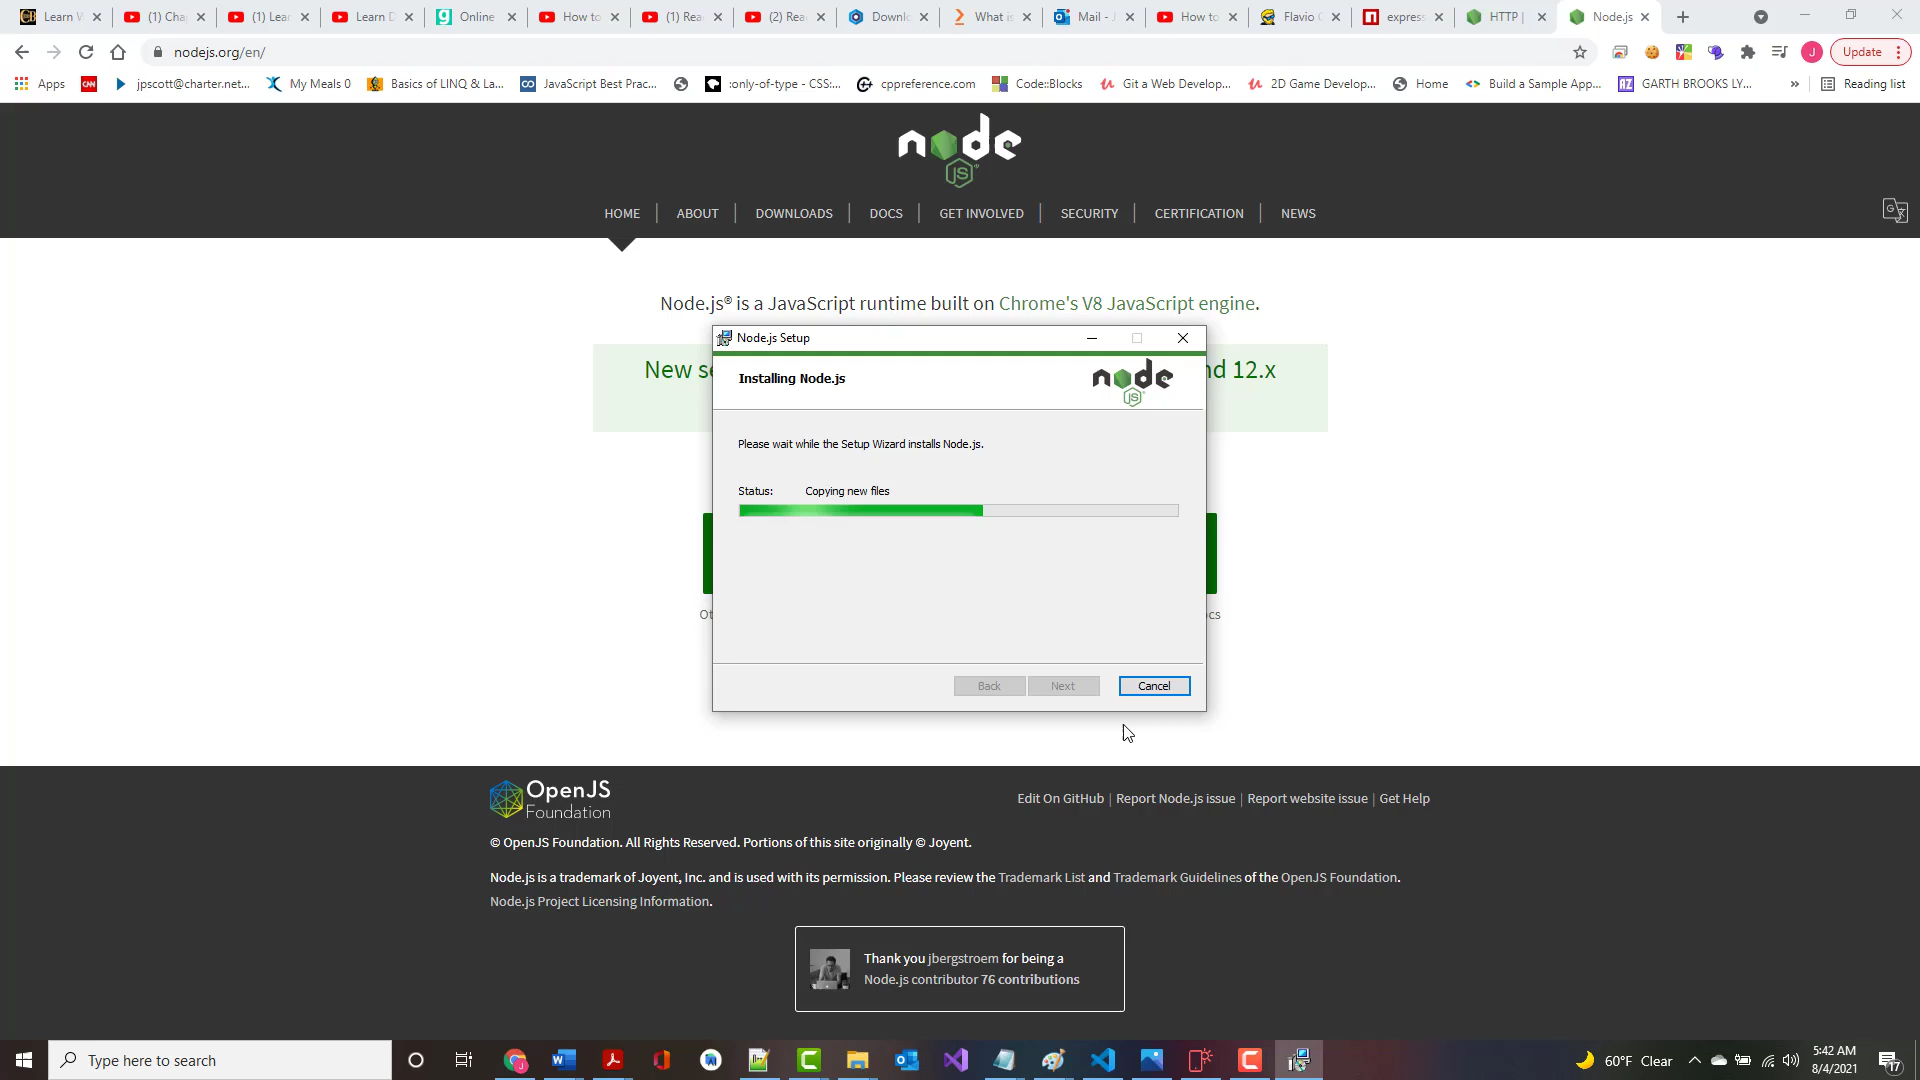 Learn W
(1) Cha
(1) Lear
Learn D
Online
How to
(1) Rea
(2) Rea
Downlo
What is
Mail - J
How to
Flavio C
express
HTTP |
Node.js
nodejs.org/en/
J
Update
Apps
CNN
jpscott@charter.net...
My Meals 0
Basics of LINQ & La...
JavaScript Best Prac...
:only-of-type - CSS:...
cppreference.com
Code::Blocks
Git a Web Develop...
2D Game Develop...
Home
Build a Sample App...
GARTH BROOKS LY...
»
Reading list
node
JS
HOME
ABOUT
DOWNLOADS
DOCS
GET INVOLVED
SECURITY
CERTIFICATION
NEWS
Node.js® is a JavaScript runtime built on Chrome's V8 JavaScript engine.
New se
nd 12.x
Node.js Setup
Installing Node.js
node
JS
Please wait while the Setup Wizard installs Node.js.
Status: Copying new files
Ot
ocs
Back
Next
Cancel
OpenJS
Foundation
Edit On GitHub | Report Node.js issue | Report website issue | Get Help
© OpenJS Foundation. All Rights Reserved. Portions of this site originally © Joyent.
Node.js is a trademark of Joyent, Inc. and is used with its permission. Please review the Trademark List and Trademark Guidelines of the OpenJS Foundation.
Node.js Project Licensing Information.
Thank you jbergstroem for being a
Node.js contributor 76 contributions
Type here to search
60°F Clear
5:42 AM
8/4/2021
17